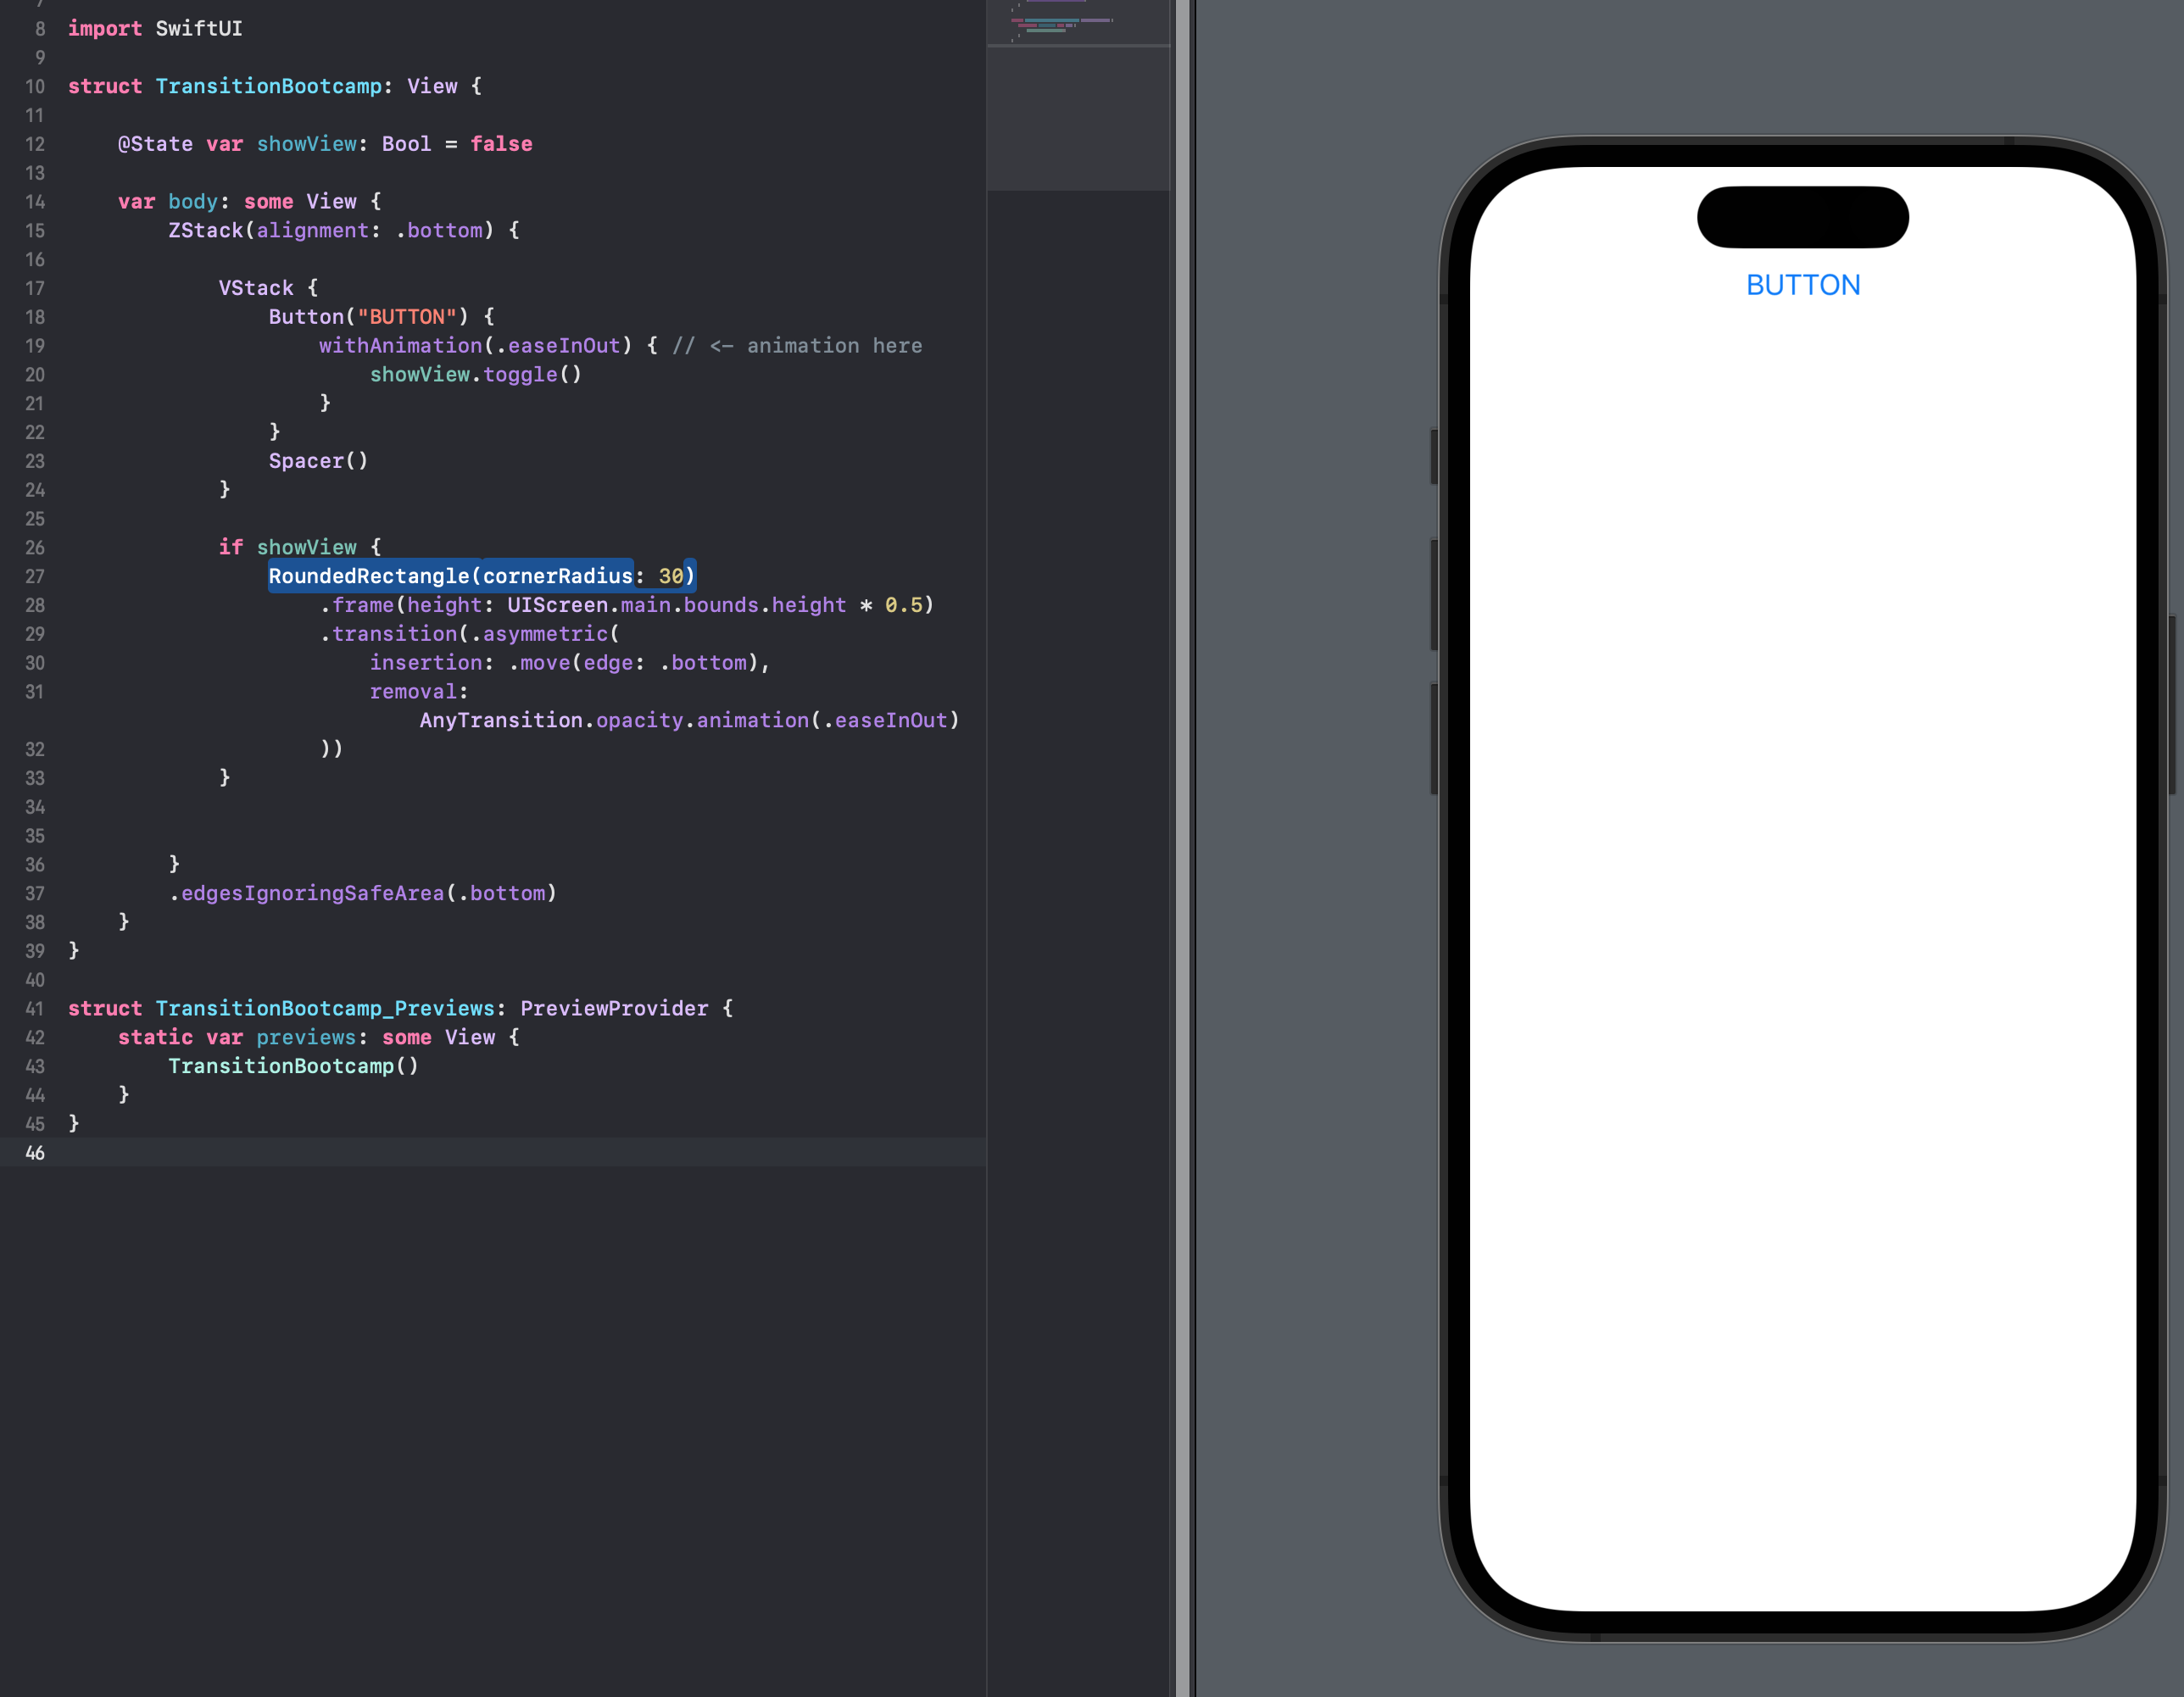 7
8 import SwiftUI
9
10 struct TransitionBootcamp: View {
11
12     @State var showView: Bool = false
13
14     var body: some View {
15         ZStack(alignment: .bottom) {
16
17             VStack {
18                 Button("BUTTON") {
19                     withAnimation(.easeInOut) { // <- animation here
20                         showView.toggle()
21                     }
22                 }
23                 Spacer()
24             }
25
26             if showView {
27                 RoundedRectangle(cornerRadius: 30)
28                     .frame(height: UIScreen.main.bounds.height * 0.5)
29                     .transition(.asymmetric(
30                         insertion: .move(edge: .bottom),
31                         removal:
                            AnyTransition.opacity.animation(.easeInOut)
32                     ))
33             }
34
35
36         }
37         .edgesIgnoringSafeArea(.bottom)
38     }
39 }
40
41 struct TransitionBootcamp_Previews: PreviewProvider {
42     static var previews: some View {
43         TransitionBootcamp()
44     }
45 }
46
BUTTON